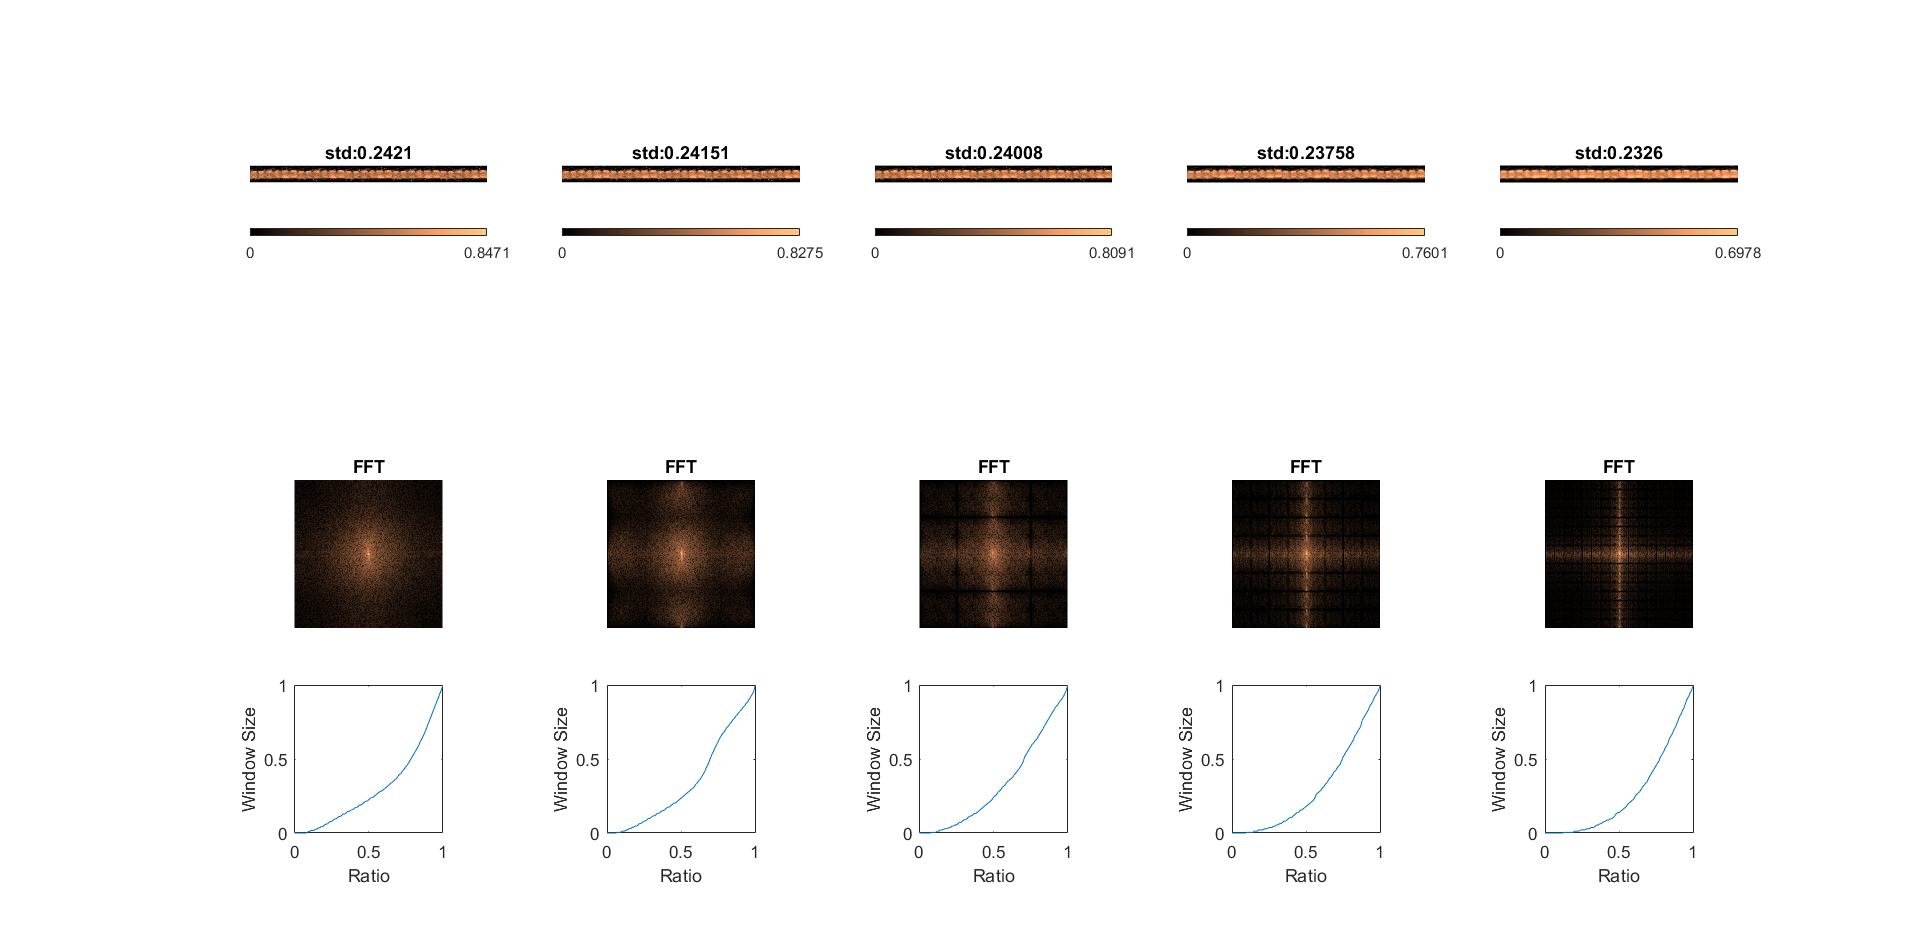 std:0.2421 std:0.24151 std:0.24008 std:0.23758 std:0.2326
0 0.8471 0 0.8275 0 0.8091 0 0.7601 0 0.6978
FFT FFT FFT FFT FFT
1 1 1 1 1
0.5 0.5 0.5 0.5 0.5
Window Size Window Size Window Size Window Size Window Size
0 0 0 0 0
0 0.5 1 0 0.5 1 0 0.5 1 0 0.5 1 0 0.5 1
Ratio Ratio Ratio Ratio Ratio